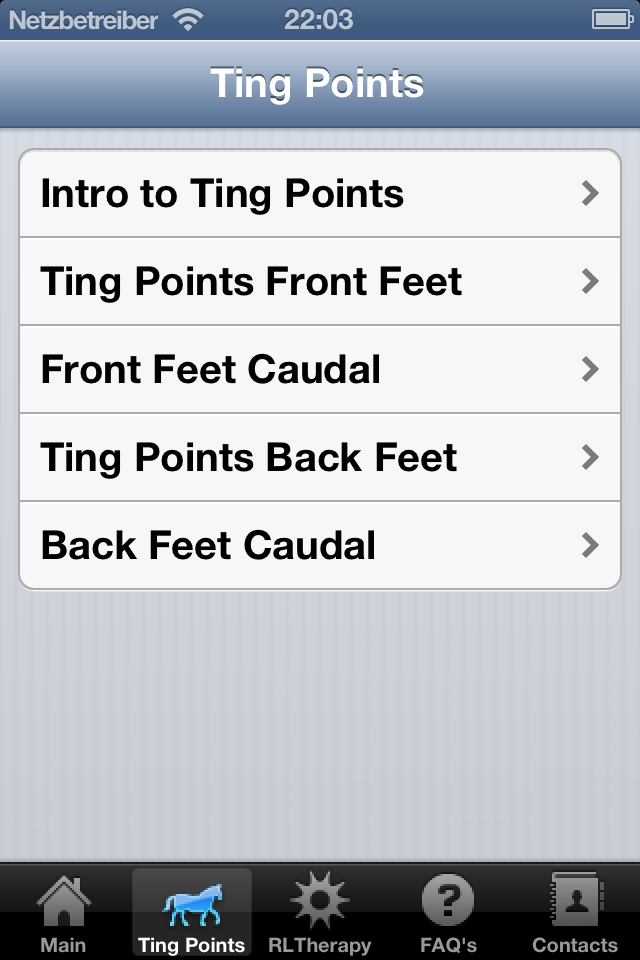 Netzbetreiber 22:03
Ting Points
Intro to Ting Points
Ting Points Front Feet
Front Feet Caudal
Ting Points Back Feet
Back Feet Caudal
Main Ting Points RLTherapy FAQ's Contacts